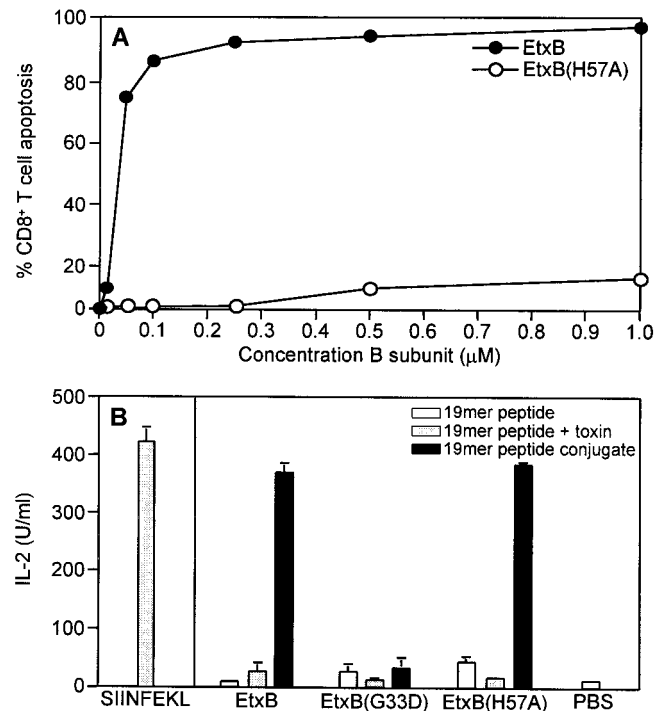 A
EtxB
EtxB(H57A)
% CD8+ T cell apoptosis
100
80
60
40
20
0
0 0.1 0.2 0.3 0.4 0.5 0.6 0.7 0.8 0.9 1.0
Concentration B subunit (μM)
B
19mer peptide
19mer peptide + toxin
19mer peptide conjugate
IL-2 (U/ml)
500
400
300
200
100
0
SIINFEKL EtxB EtxB(G33D) EtxB(H57A) PBS